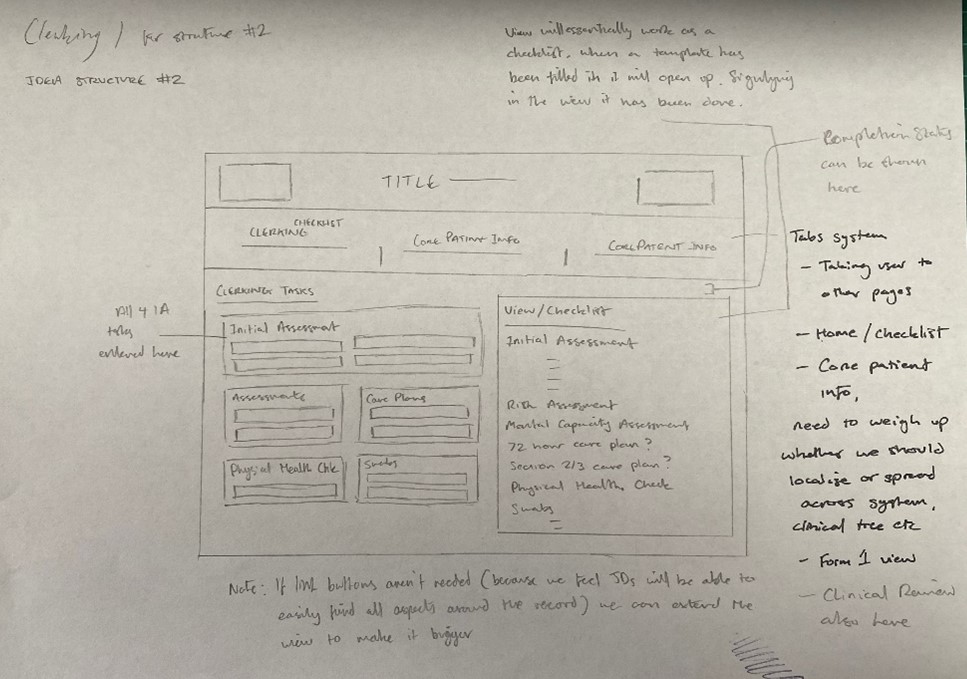 Clerking / for structure #2
IDEA STRUCTURE #2
View will essentially work as a
checklist, when a template has
been filled in it will open up. Signifying
in the view it has been done.
Completion Status
can be shown
here
TITLE
CLERKING CHECKLIST
CORE PATIENT INFO
CORE PATIENT INFO
Tabs system
- Taking user to
other pages
- Home / checklist
- Core patient
info,
need to weigh up
whether we should
localise or spread
across system,
clinical tree etc
- Form 1 view
- Clinical Review
also here
CLERKING TASKS
All 4 IA
entered here
Initial Assessment
Assessments
Care Plans
Physical Health Chk
Swabs
View/Checklist
Initial Assessment
Risk Assessment
Mental Capacity Assessment
72 hour care plan?
Section 2/3 care plan?
Physical Health Check
Swabs
Note: If link buttons aren't needed (because we feel JDs will be able to
easily find all aspects around the record) we can extend the
view to make it bigger